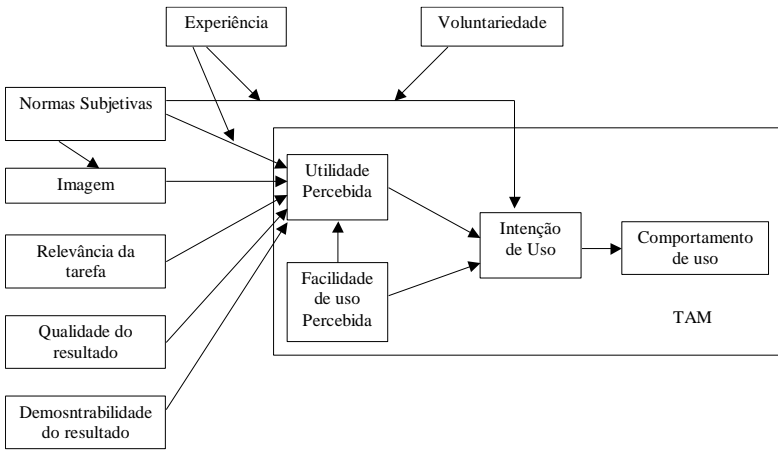 Experiência
Voluntariedade
Normas Subjetivas
Imagem
Utilidade
Percebida
Relevância da
tarefa
Intenção
de Uso
Comportamento
de uso
Facilidade
de uso
Percebida
TAM
Qualidade do
resultado
Demosntrabilidade
do resultado